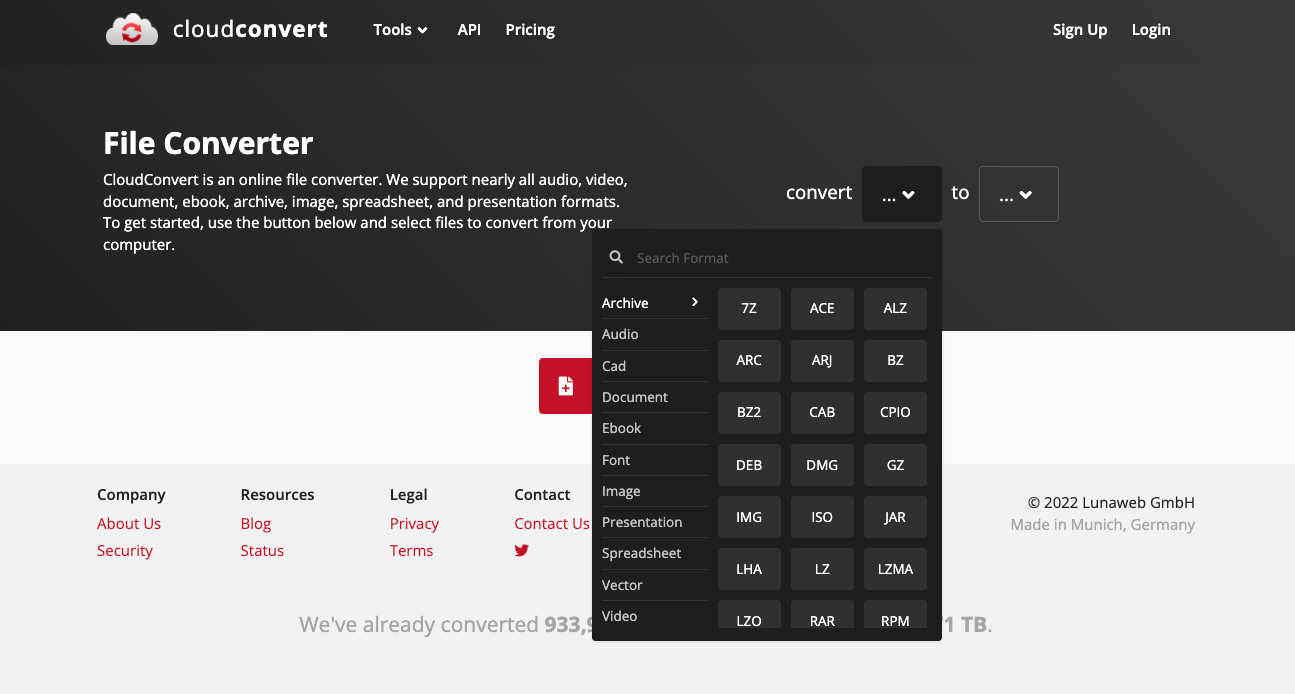 cloudconvert
Tools
API
Pricing
Sign Up
Login
File Converter
CloudConvert is an online file converter. We support nearly all audio, video,
document, ebook, archive, image, spreadsheet, and presentation formats.
To get started, use the button below and select files to convert from your
computer.
convert
...
to
...
Search Format
Archive
Audio
Cad
Document
Ebook
Font
Image
Presentation
Spreadsheet
Vector
Video
7Z
ACE
ALZ
ARC
ARJ
BZ
BZ2
CAB
CPIO
DEB
DMG
GZ
IMG
ISO
JAR
LHA
LZ
LZMA
LZO
RAR
RPM
Company
About Us
Security
Resources
Blog
Status
Legal
Privacy
Terms
Contact
Contact Us
© 2022 Lunaweb GmbH
Made in Munich, Germany
We've already converted TB.